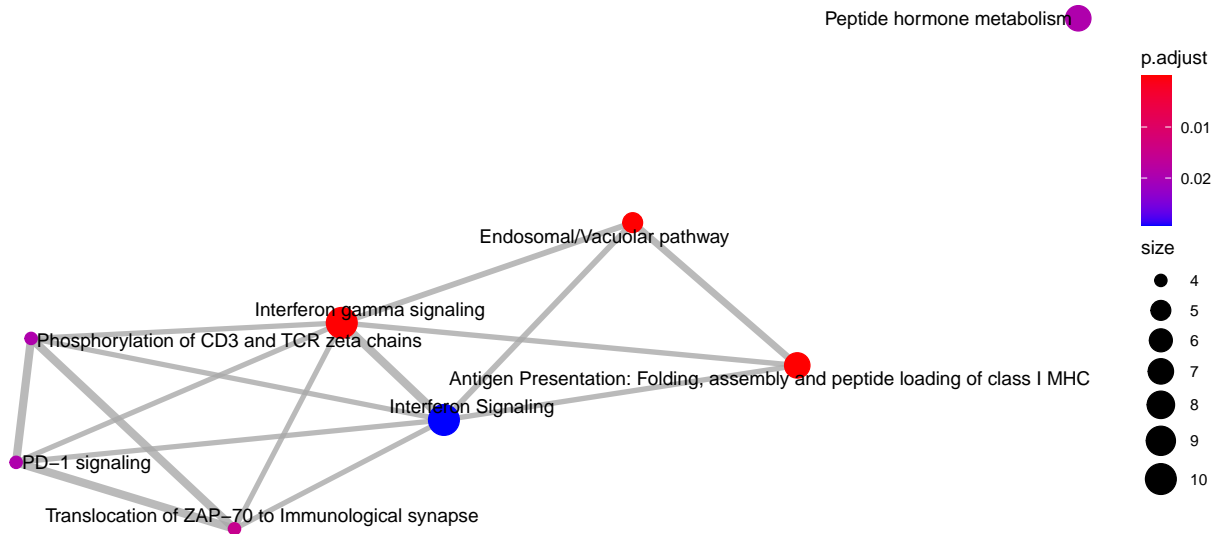 Peptide hormone metabolism
p.adjust
0.01
0.02
Endosomal/Vacuolar pathway
size
4
5
6
7
8
9
10
Interferon gamma signaling
Phosphorylation of CD3 and TCR zeta chains
Antigen Presentation: Folding, assembly and peptide loading of class I MHC
Interferon Signaling
PD−1 signaling
Translocation of ZAP−70 to Immunological synapse